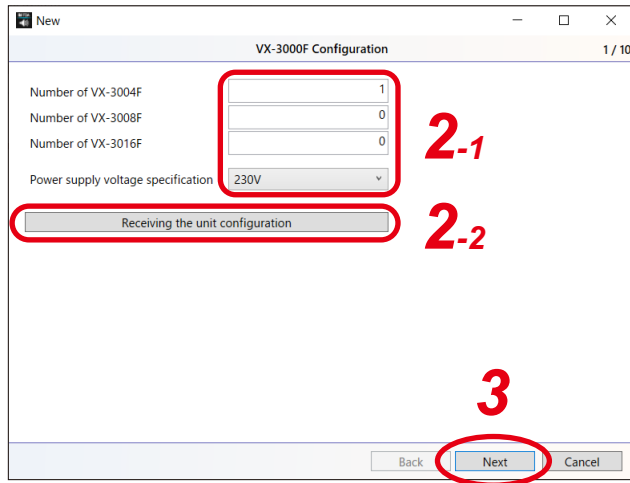 New
VX-3000F Configuration 1 / 10
Number of VX-3004F 1
Number of VX-3008F 0
Number of VX-3016F 0
2-1
Power supply voltage specification 230V
Receiving the unit configuration
2-2
3
Back Next Cancel